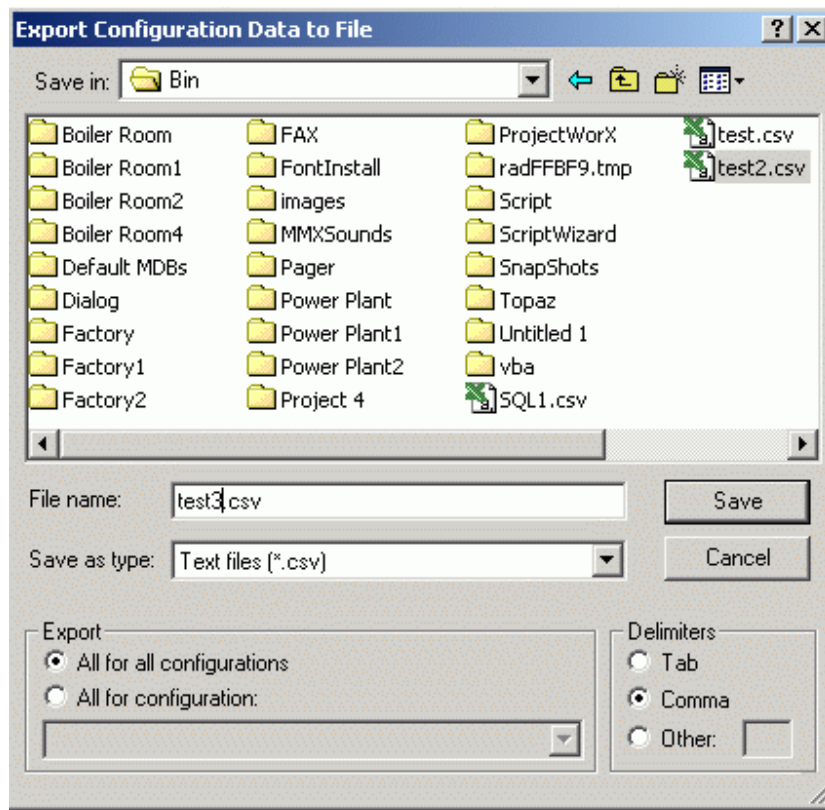 Export Configuration Data to File
Save in: Bin
Boiler Room FAX ProjectWorX test.csv
Boiler Room1 FontInstall radFFBF9.tmp test2.csv
Boiler Room2 images Script
Boiler Room4 MMXSounds ScriptWizard
Default MDBs Pager SnapShots
Dialog Power Plant Topaz
Factory Power Plant1 Untitled 1
Factory1 Power Plant2 vba
Factory2 Project 4 SQL1.csv
File name: test3.csv Save
Save as type: Text files (*.csv) Cancel
Export Delimiters
All for all configurations Tab
All for configuration: Comma
Other: